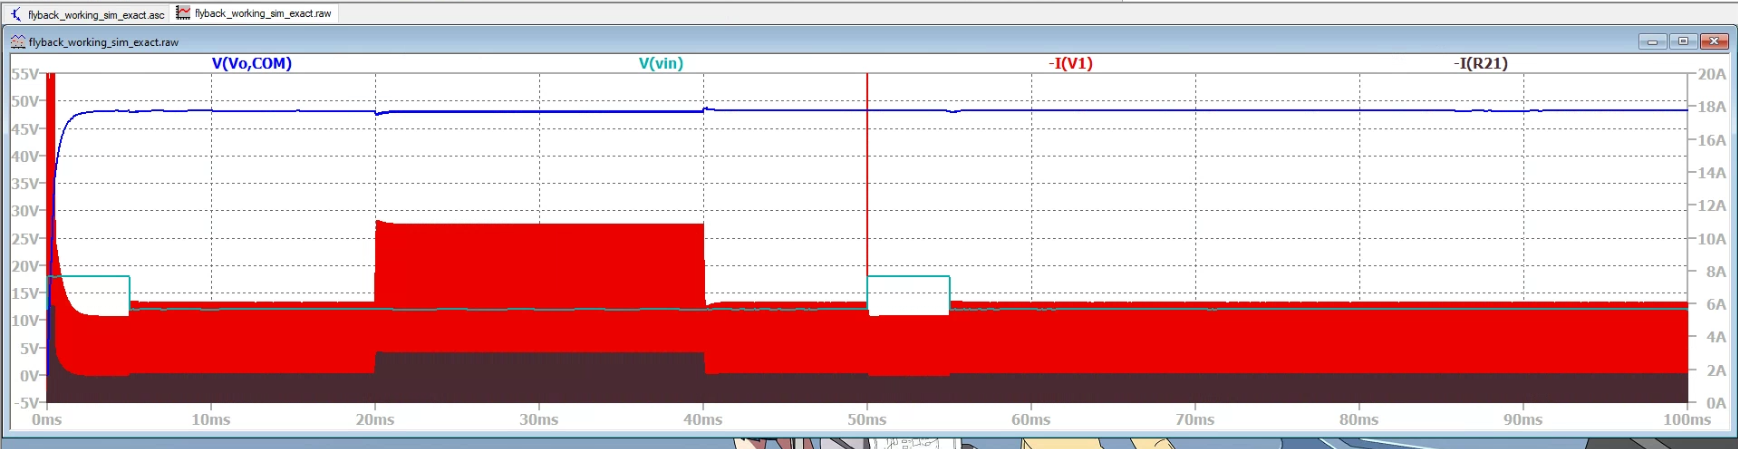 flyback_working_sim_exact.asc flyback_working_sim_exact.raw
flyback_working_sim_exact.raw
V(Vo,COM) V(vin) -I(V1) -I(R21)
55V 20A
50V 18A
45V 16A
40V 14A
35V 12A
30V 10A
25V 8A
20V 6A
15V 4A
10V 2A
5V 0A
0V
-5V
0ms 10ms 20ms 30ms 40ms 50ms 60ms 70ms 80ms 90ms 100ms